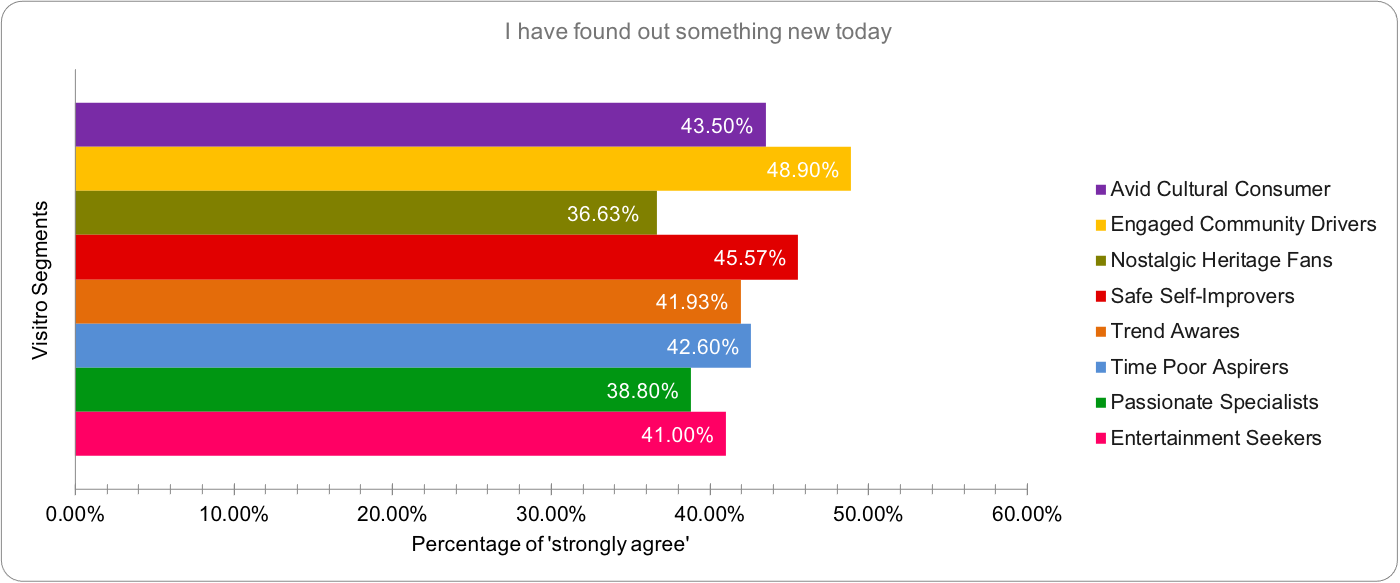 I have found out something new today
Visitro Segments
43.50%
48.90%
36.63%
45.57%
41.93%
42.60%
38.80%
41.00%
0.00% 10.00% 20.00% 30.00% 40.00% 50.00% 60.00%
Percentage of 'strongly agree'
Avid Cultural Consumer
Engaged Community Drivers
Nostalgic Heritage Fans
Safe Self-Improvers
Trend Awares
Time Poor Aspirers
Passionate Specialists
Entertainment Seekers